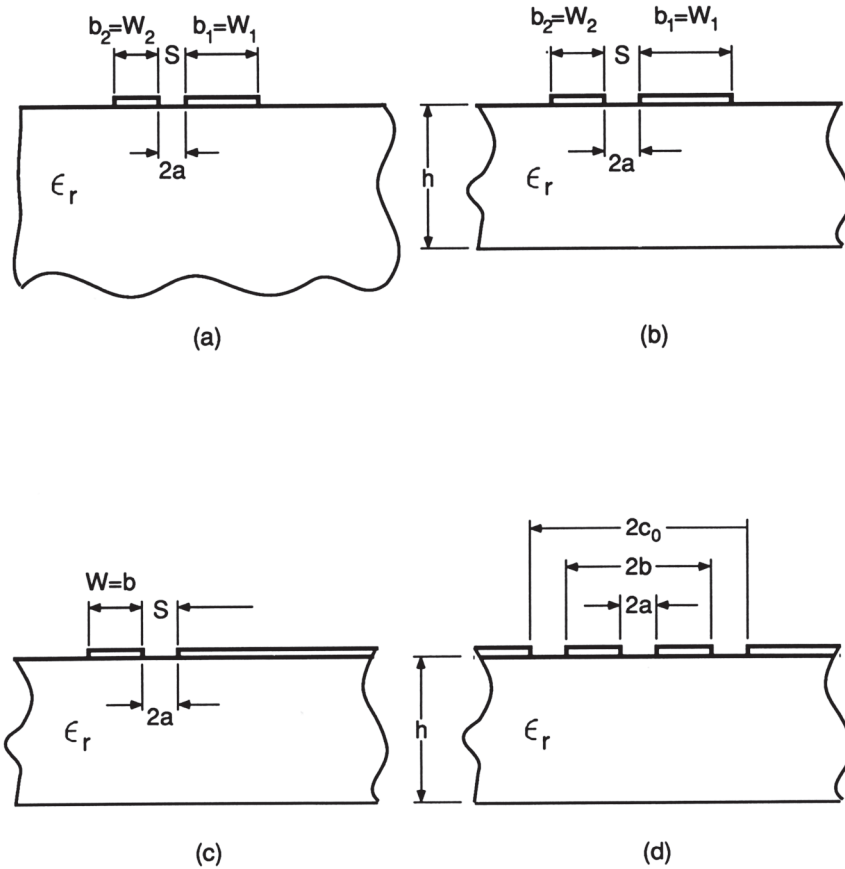 b₂=W₂ S b₁=W₁
2a
ϵᵣ
(a)
b₂=W₂ S b₁=W₁
h
2a
ϵᵣ
(b)
W=b S
2a
ϵᵣ
(c)
2c₀
2b
2a
h
ϵᵣ
(d)